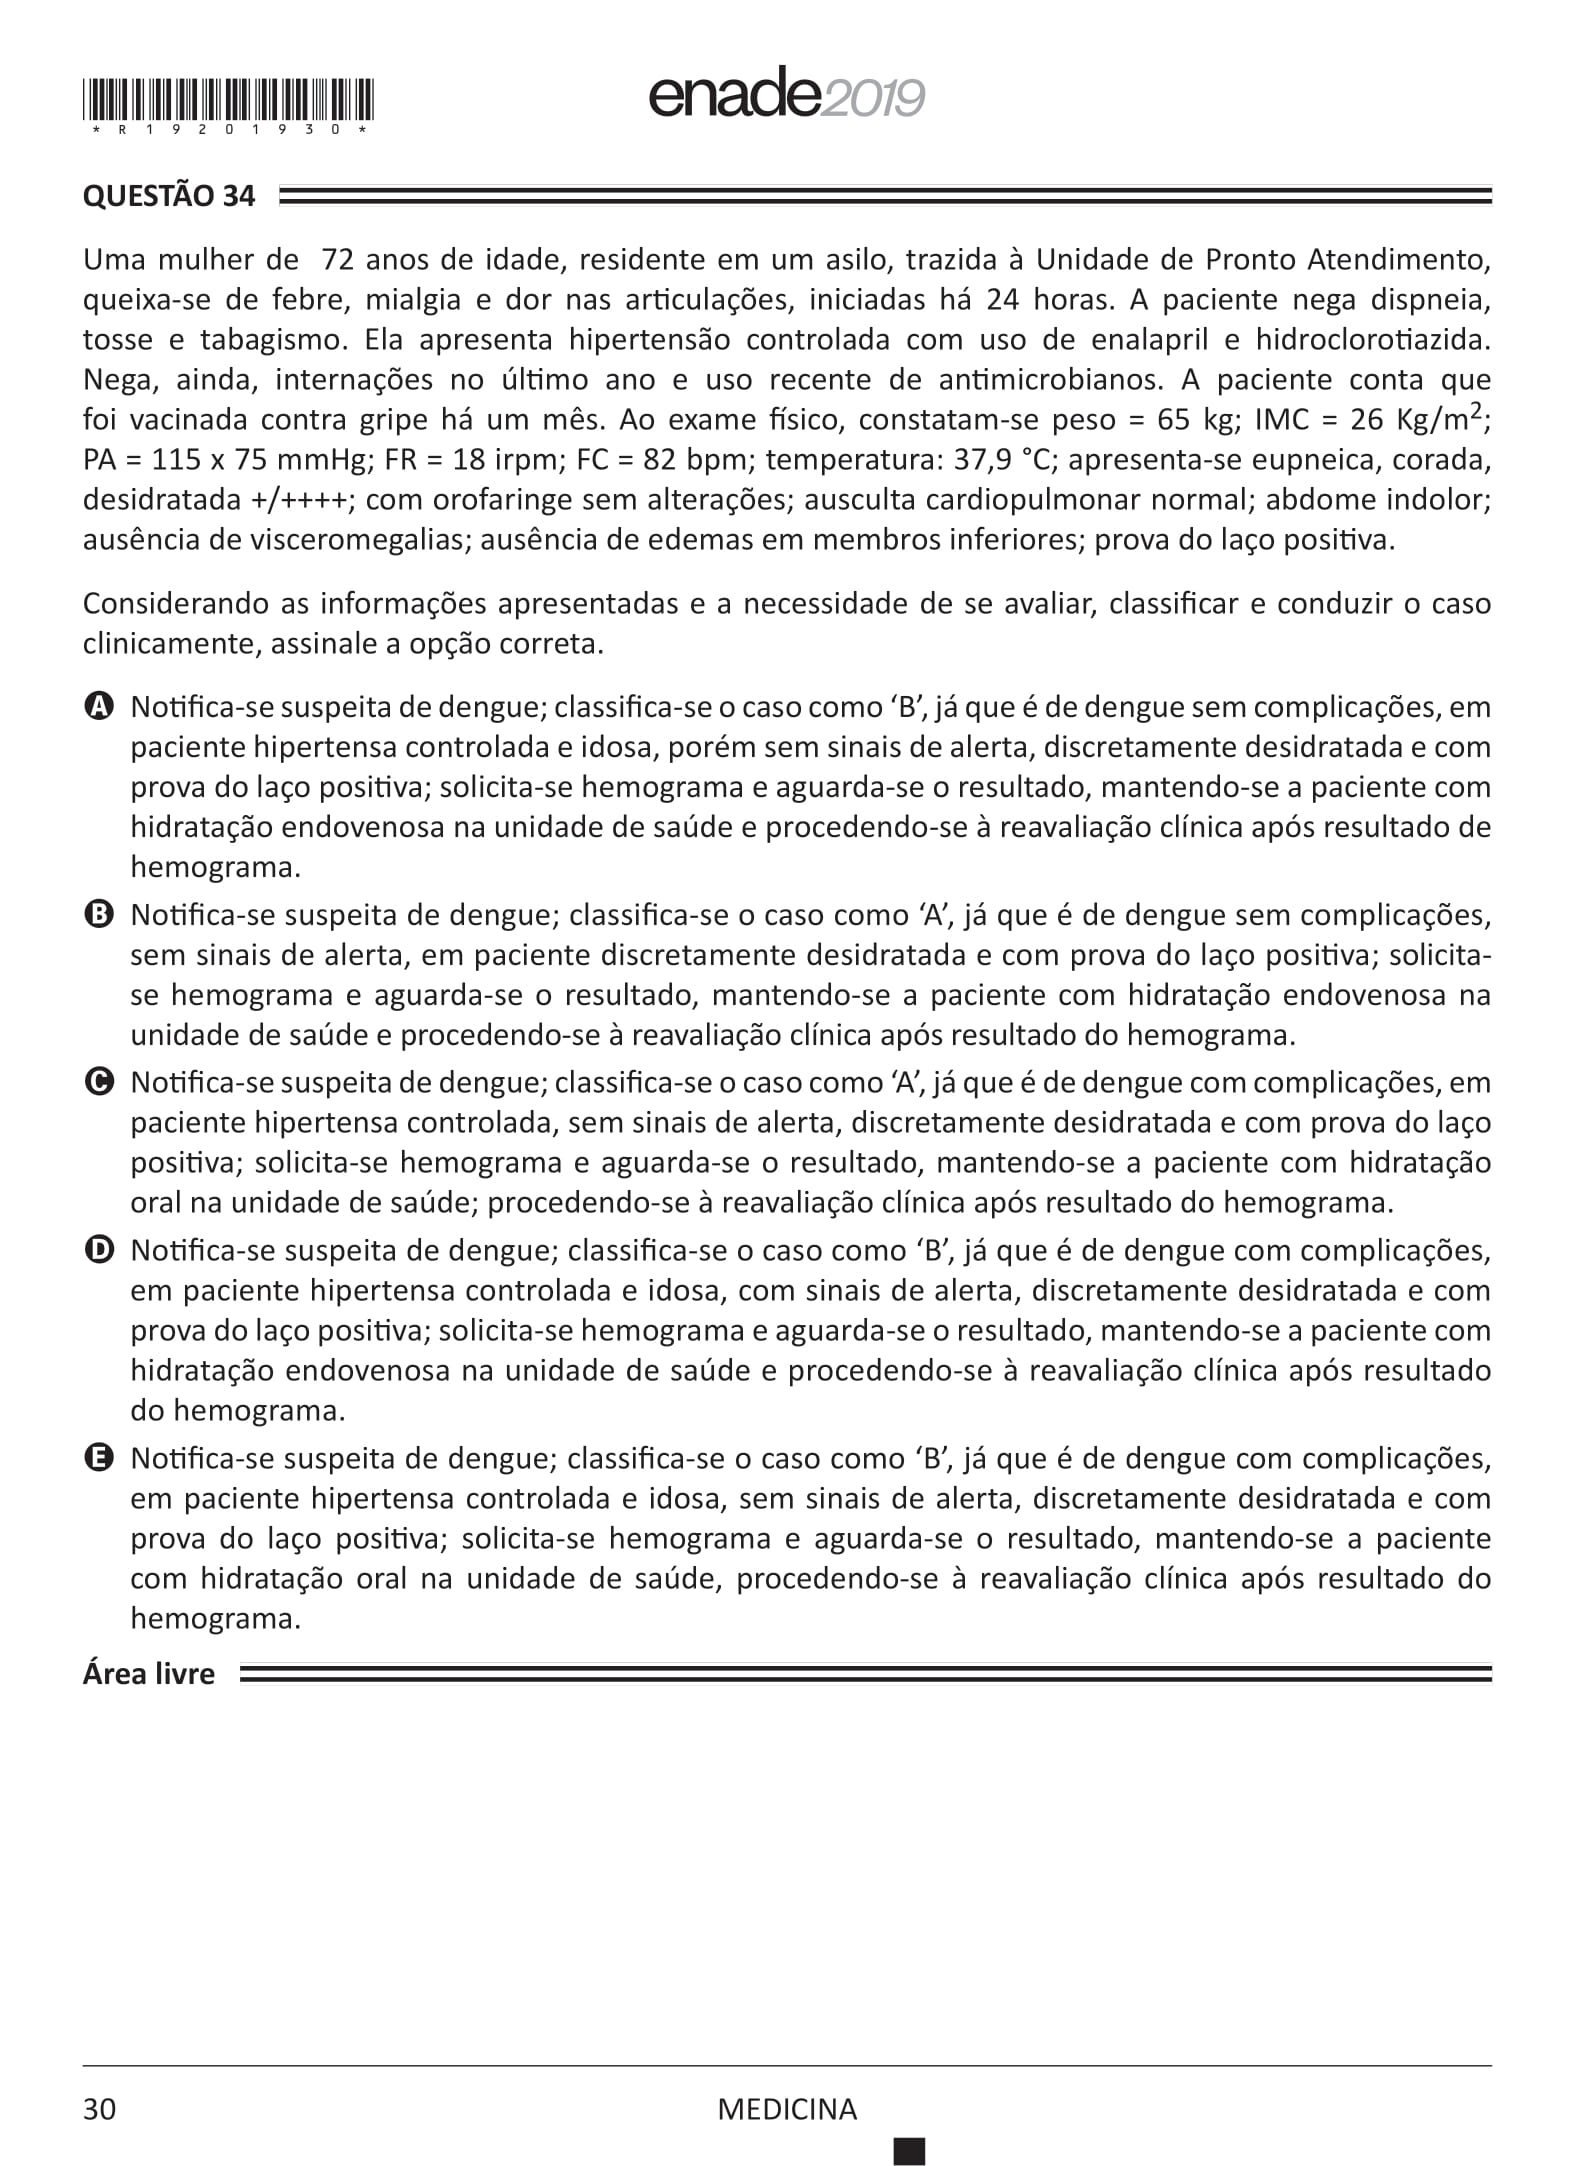 *R19201930*
enade2019
QUESTÃO 34
Uma mulher de 72 anos de idade, residente em um asilo, trazida à Unidade de Pronto Atendimento,
queixa-se de febre, mialgia e dor nas articulações, iniciadas há 24 horas. A paciente nega dispneia,
tosse e tabagismo. Ela apresenta hipertensão controlada com uso de enalapril e hidroclorotiazida.
Nega, ainda, internações no último ano e uso recente de antimicrobianos. A paciente conta que
foi vacinada contra gripe há um mês. Ao exame físico, constatam-se peso = 65 kg; IMC = 26 Kg/m²;
PA = 115 x 75 mmHg; FR = 18 irpm; FC = 82 bpm; temperatura: 37,9 °C; apresenta-se eupneica, corada,
desidratada +/++++; com orofaringe sem alterações; ausculta cardiopulmonar normal; abdome indolor;
ausência de visceromegalias; ausência de edemas em membros inferiores; prova do laço positiva.
Considerando as informações apresentadas e a necessidade de se avaliar, classificar e conduzir o caso
clinicamente, assinale a opção correta.
A Notifica-se suspeita de dengue; classifica-se o caso como ‘B’, já que é de dengue sem complicações, em
paciente hipertensa controlada e idosa, porém sem sinais de alerta, discretamente desidratada e com
prova do laço positiva; solicita-se hemograma e aguarda-se o resultado, mantendo-se a paciente com
hidratação endovenosa na unidade de saúde e procedendo-se à reavaliação clínica após resultado de
hemograma.
B Notifica-se suspeita de dengue; classifica-se o caso como ‘A’, já que é de dengue sem complicações,
sem sinais de alerta, em paciente discretamente desidratada e com prova do laço positiva; solicita-
se hemograma e aguarda-se o resultado, mantendo-se a paciente com hidratação endovenosa na
unidade de saúde e procedendo-se à reavaliação clínica após resultado do hemograma.
C Notifica-se suspeita de dengue; classifica-se o caso como ‘A’, já que é de dengue com complicações, em
paciente hipertensa controlada, sem sinais de alerta, discretamente desidratada e com prova do laço
positiva; solicita-se hemograma e aguarda-se o resultado, mantendo-se a paciente com hidratação
oral na unidade de saúde; procedendo-se à reavaliação clínica após resultado do hemograma.
D Notifica-se suspeita de dengue; classifica-se o caso como ‘B’, já que é de dengue com complicações,
em paciente hipertensa controlada e idosa, com sinais de alerta, discretamente desidratada e com
prova do laço positiva; solicita-se hemograma e aguarda-se o resultado, mantendo-se a paciente com
hidratação endovenosa na unidade de saúde e procedendo-se à reavaliação clínica após resultado
do hemograma.
E Notifica-se suspeita de dengue; classifica-se o caso como ‘B’, já que é de dengue com complicações,
em paciente hipertensa controlada e idosa, sem sinais de alerta, discretamente desidratada e com
prova do laço positiva; solicita-se hemograma e aguarda-se o resultado, mantendo-se a paciente
com hidratação oral na unidade de saúde, procedendo-se à reavaliação clínica após resultado do
hemograma.
Área livre
30
MEDICINA